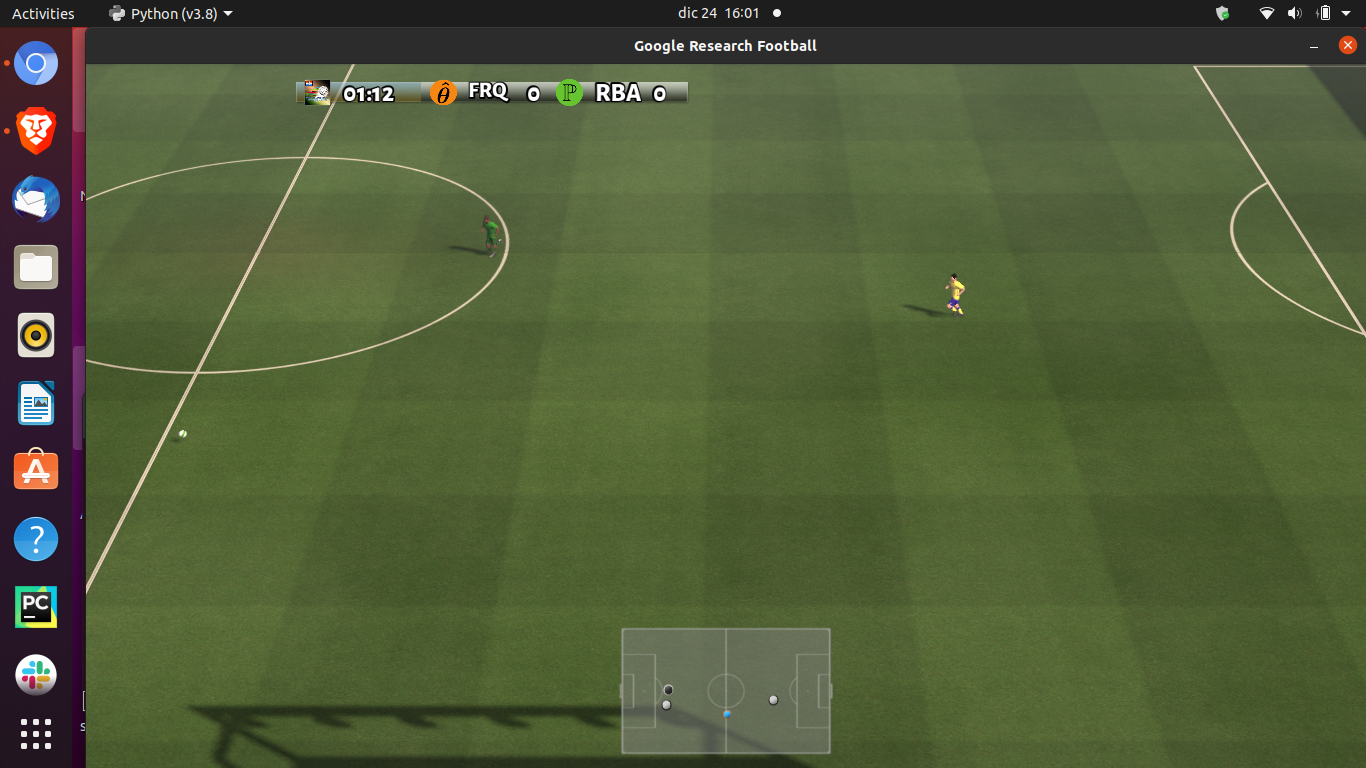 Activities Python (v3.8) dic 24 16:01
Google Research Football
01:12 θ̂ FRQ 0 ℙ RBA 0
?
PC